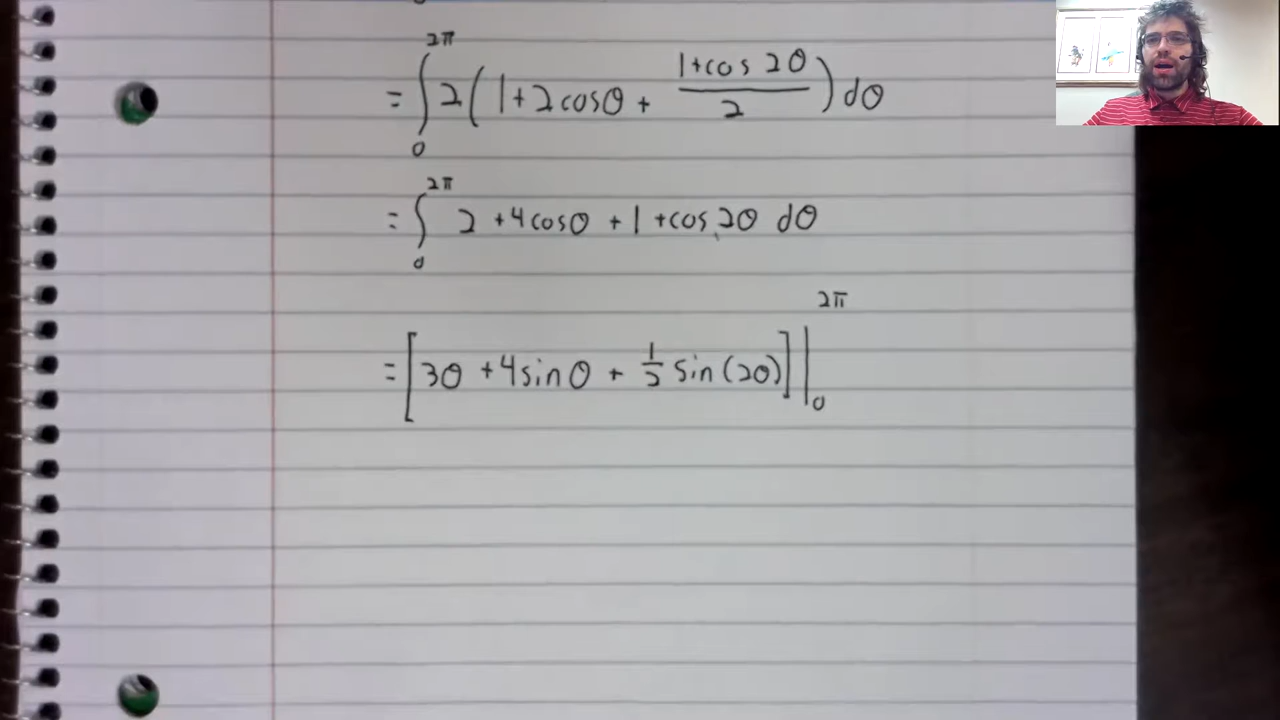 = ∫₀^{2π} 2(1 + 2cosθ + (1+cos 2θ)/2) dθ
= ∫₀^{2π} 2 + 4cosθ + 1 + cos 2θ dθ
= [3θ + 4sinθ + 1/2 sin(2θ)] |₀^{2π}